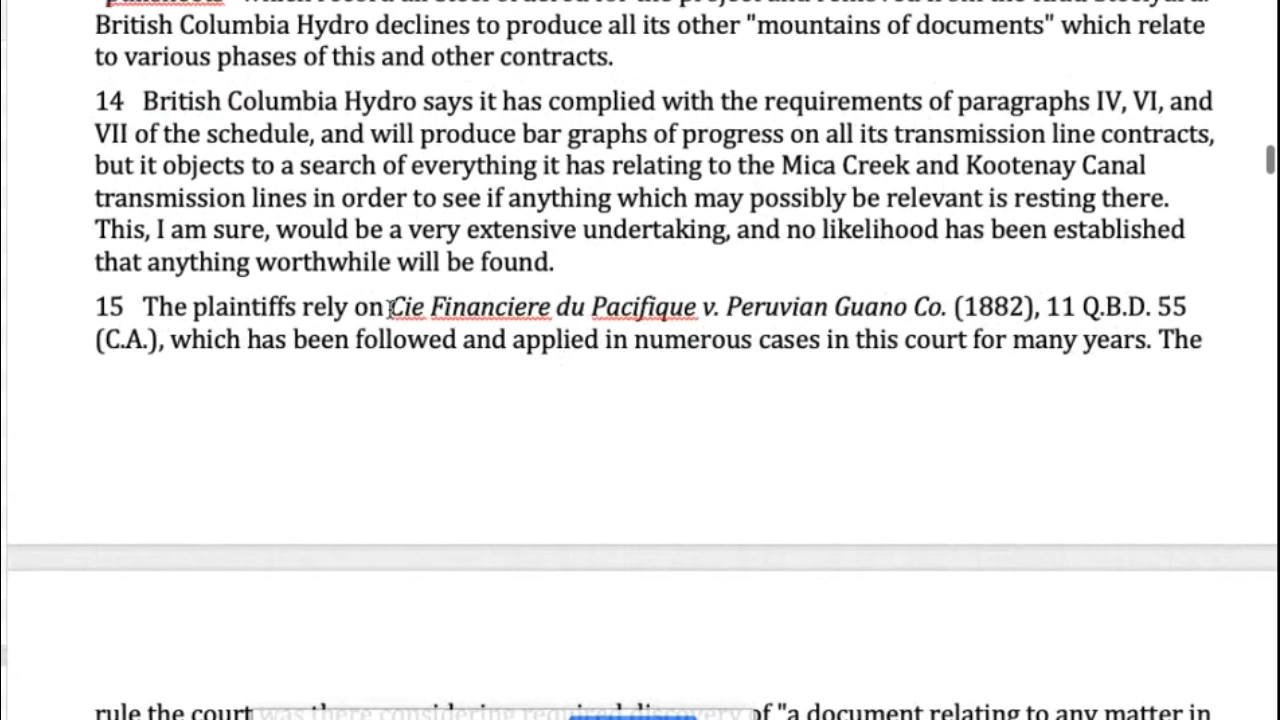 British Columbia Hydro declines to produce all its other "mountains of documents" which relate
to various phases of this and other contracts.
14 British Columbia Hydro says it has complied with the requirements of paragraphs IV, VI, and
VII of the schedule, and will produce bar graphs of progress on all its transmission line contracts,
but it objects to a search of everything it has relating to the Mica Creek and Kootenay Canal
transmission lines in order to see if anything which may possibly be relevant is resting there.
This, I am sure, would be a very extensive undertaking, and no likelihood has been established
that anything worthwhile will be found.
15 The plaintiffs rely on Cie Financiere du Pacifique v. Peruvian Guano Co. (1882), 11 Q.B.D. 55
(C.A.), which has been followed and applied in numerous cases in this court for many years. The
rule the court was there considering required discovery of "a document relating to any matter in